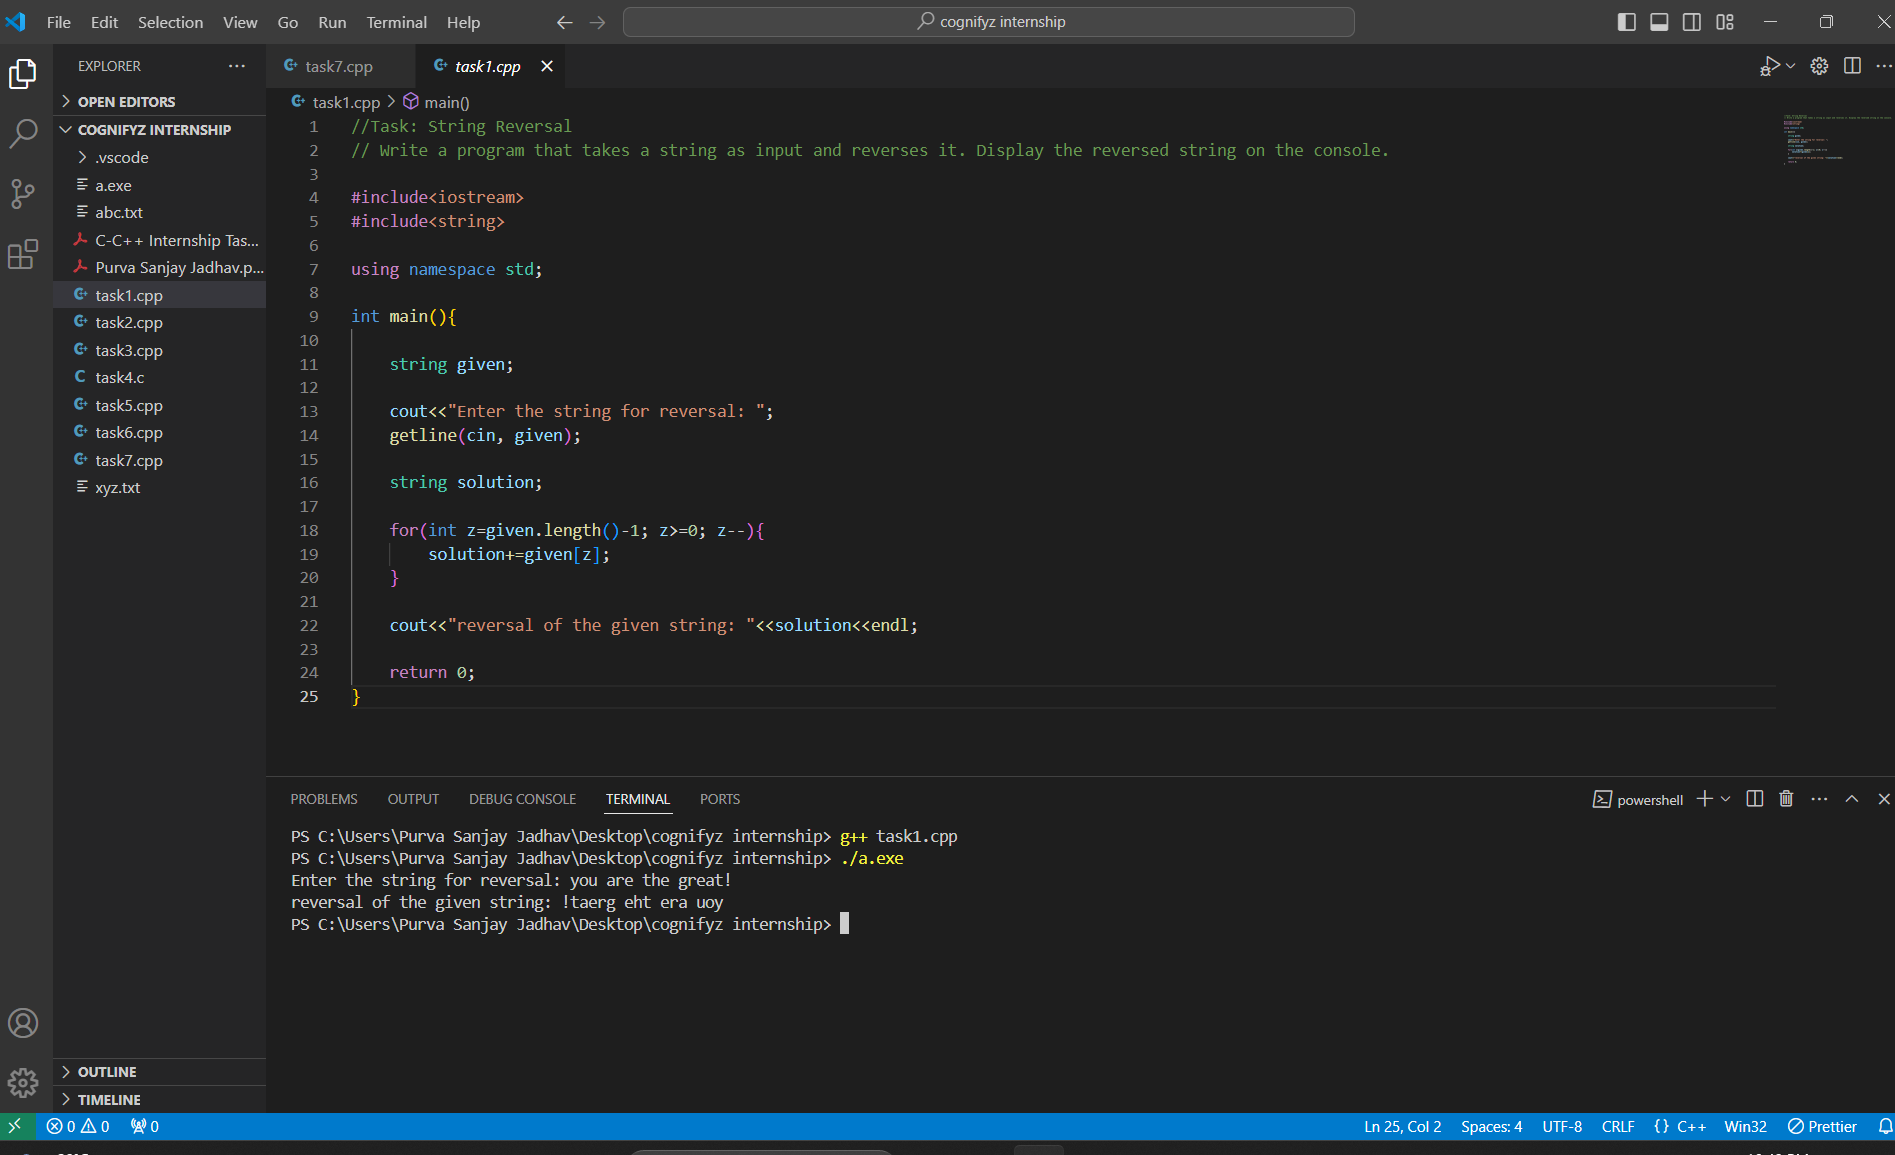 File Edit Selection View Go Run Terminal Help
cognifyz internship
EXPLORER
OPEN EDITORS
COGNIFYZ INTERNSHIP
.vscode
a.exe
abc.txt
C-C++ Internship Tas...
Purva Sanjay Jadhav.p...
task1.cpp
task2.cpp
task3.cpp
C task4.c
task5.cpp
task6.cpp
task7.cpp
xyz.txt
OUTLINE
TIMELINE
task7.cpp task1.cpp
task1.cpp > main()
1 //Task: String Reversal
2 // Write a program that takes a string as input and reverses it. Display the reversed string on the console.
3
4 #include<iostream>
5 #include<string>
6
7 using namespace std;
8
9 int main(){
10
11 string given;
12
13 cout<<"Enter the string for reversal: ";
14 getline(cin, given);
15
16 string solution;
17
18 for(int z=given.length()-1; z>=0; z--){
19 solution+=given[z];
20 }
21
22 cout<<"reversal of the given string: "<<solution<<endl;
23
24 return 0;
25 }
PROBLEMS OUTPUT DEBUG CONSOLE TERMINAL PORTS
powershell
PS C:\Users\Purva Sanjay Jadhav\Desktop\cognifyz internship> g++ task1.cpp
PS C:\Users\Purva Sanjay Jadhav\Desktop\cognifyz internship> ./a.exe
Enter the string for reversal: you are the great!
reversal of the given string: !taerg eht era uoy
PS C:\Users\Purva Sanjay Jadhav\Desktop\cognifyz internship>
0 0 0 Ln 25, Col 2 Spaces: 4 UTF-8 CRLF {} C++ Win32 Prettier